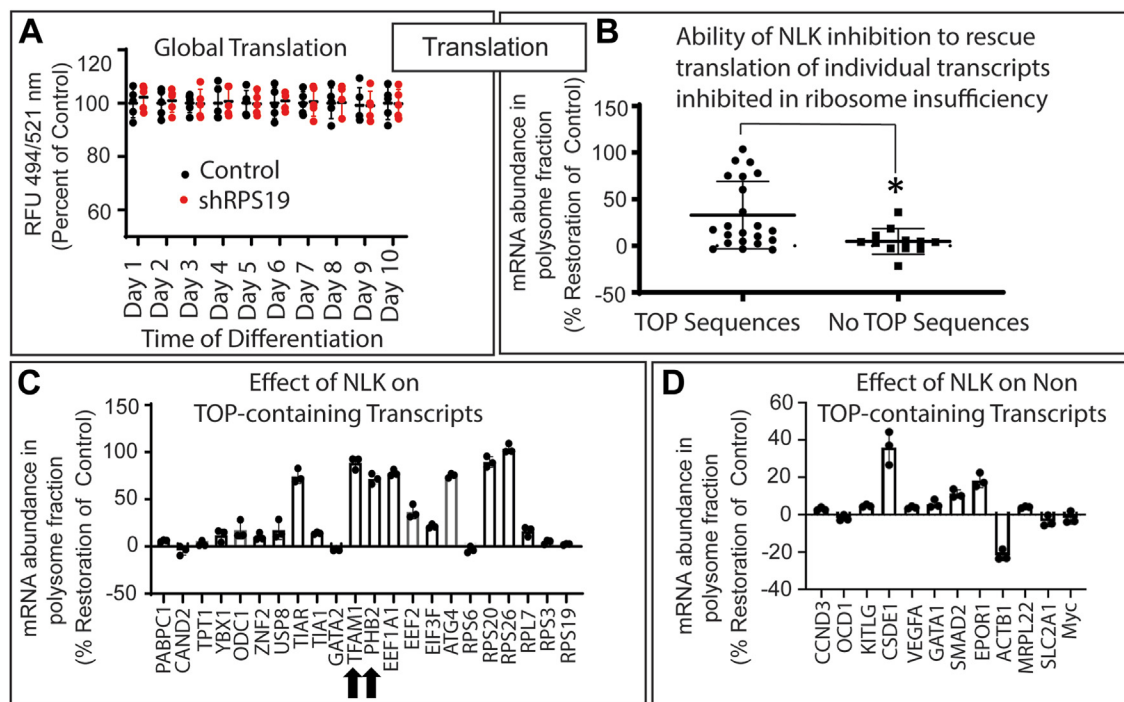 A
Global Translation
RFU 494/521 nm
(Percent of Control)
120
100
80
60
Control
shRPS19
Day 1
Day 2
Day 3
Day 4
Day 5
Day 6
Day 7
Day 8
Day 9
Day 10
Time of Differentiation
Translation
B
Ability of NLK inhibition to rescue
translation of individual transcripts
inhibited in ribosome insufficiency
mRNA abundance in
polysome fraction
(% Restoration of Control)
150
100
50
0
-50
*
TOP Sequences
No TOP Sequences
C
Effect of NLK on
TOP-containing Transcripts
mRNA abundance in
polysome fraction
(% Restoration of Control)
150
100
50
0
-50
PABPC1
CAND2
TPT1
YBX1
ODC1
ZNF2
USP8
TIAR
TIA1
GATA2
TFAM1
PHB2
EEF1A1
EEF2
EIF3F
ATG4
RPS6
RPS20
RPS26
RPL7
RPS3
RPS19
D
Effect of NLK on Non
TOP-containing Transcripts
mRNA abundance in
polysome fraction
(% Restoration of Control)
60
40
20
0
-20
-40
CCND3
OCD1
KITLG
CSDE1
VEGFA
GATA1
SMAD2
EPOR1
ACTB1
MRPL22
SLC2A1
Myc